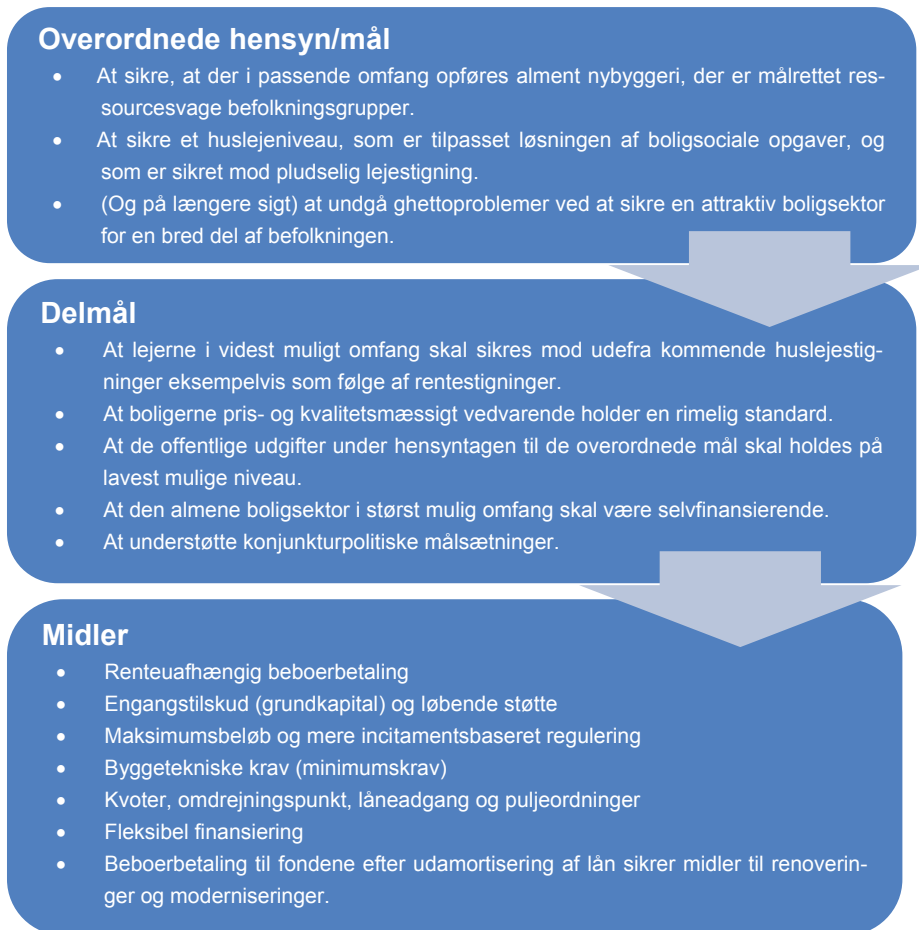 Overordnede hensyn/mål
• At sikre, at der i passende omfang opføres alment nybyggeri, der er målrettet res-
sourcesvage befolkningsgrupper.
• At sikre et huslejeniveau, som er tilpasset løsningen af boligsociale opgaver, og
som er sikret mod pludselig lejestigning.
• (Og på længere sigt) at undgå ghettoproblemer ved at sikre en attraktiv boligsektor
for en bred del af befolkningen.
Delmål
• At lejerne i videst muligt omfang skal sikres mod udefra kommende huslejestig-
ninger eksempelvis som følge af rentestigninger.
• At boligerne pris- og kvalitetsmæssigt vedvarende holder en rimelig standard.
• At de offentlige udgifter under hensyntagen til de overordnede mål skal holdes på
lavest mulige niveau.
• At den almene boligsektor i størst mulig omfang skal være selvfinansierende.
• At understøtte konjunkturpolitiske målsætninger.
Midler
• Renteuafhængig beboerbetaling
• Engangstilskud (grundkapital) og løbende støtte
• Maksimumsbeløb og mere incitamentsbaseret regulering
• Byggetekniske krav (minimumskrav)
• Kvoter, omdrejningspunkt, låneadgang og puljeordninger
• Fleksibel finansiering
• Beboerbetaling til fondene efter udamortisering af lån sikrer midler til renoverin-
ger og moderniseringer.